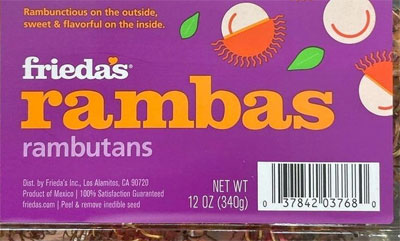 Rambunctious on the outside,
sweet & flavorful on the inside.
frieda's®
rambas
rambutans
Dist. by Frieda's Inc., Los Alamitos, CA 90720
Product of Mexico | 100% Satisfaction Guaranteed
friedas.com | Peel & remove inedible seed
NET WT
12 OZ (340g)
0 37842 03768 0